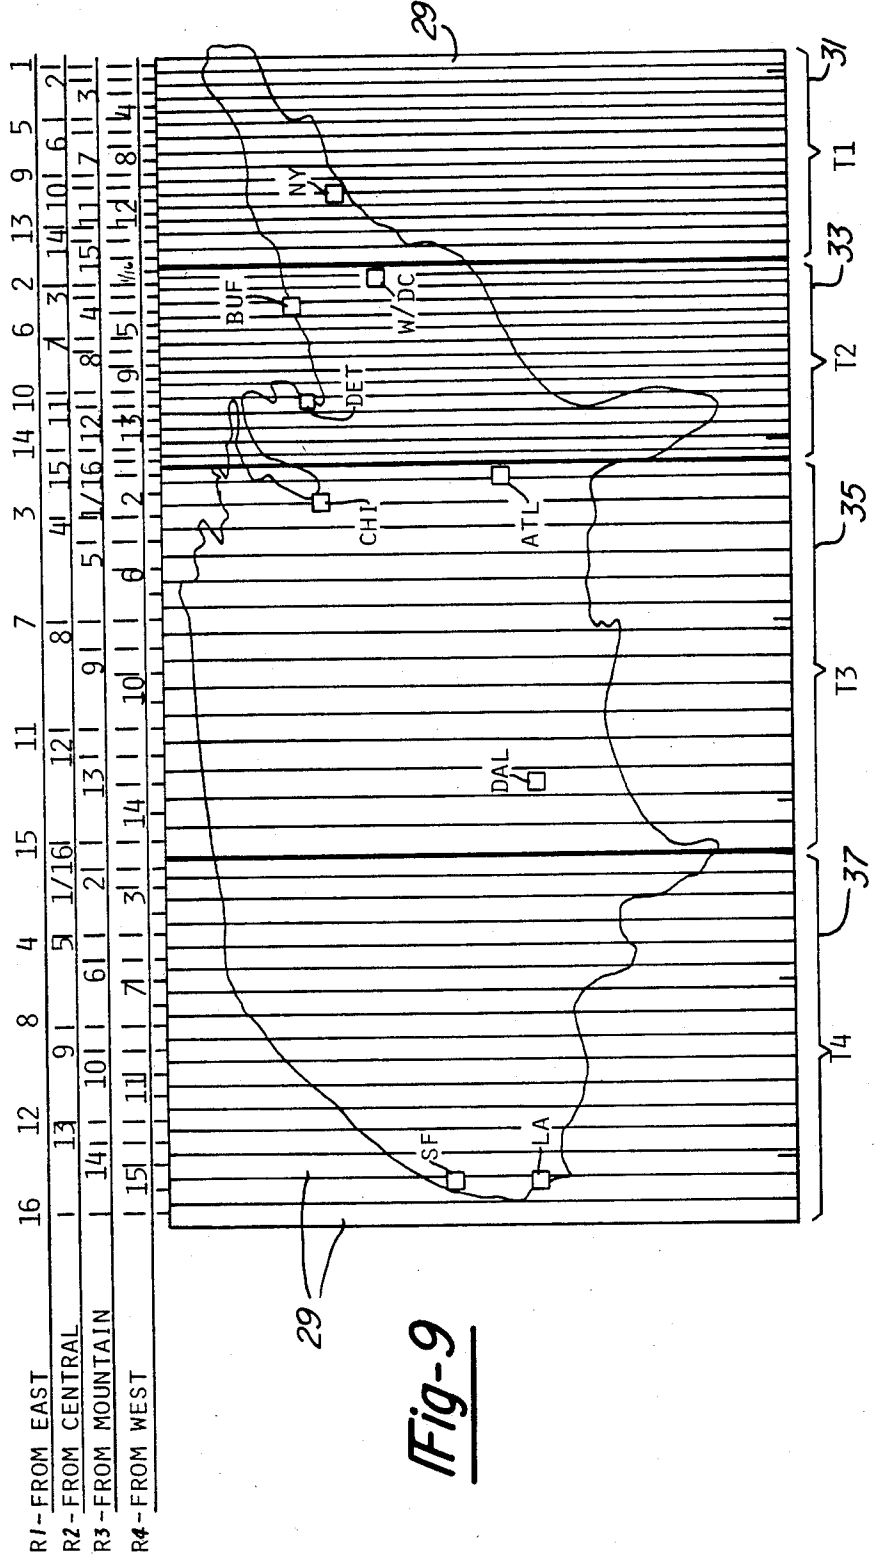 R1-FROM EAST 16 12 8 4 15 11 7 3 14 10 6 2 13 9 5 1
R2-FROM CENTRAL 13 9 5 1/16 12 8 4 15 11 7 3 14 10 6 2
R3-FROM MOUNTAIN 14 10 6 2 13 9 5 1/16 12 8 4 15 11 7 3
R4-FROM WEST 15 11 7 3 14 10 6 2 13 9 5 1/16 12 8 4
BUF
NY
29
DET
CHI
W/DC
29
SF
Fig-9
DAL
ATL
LA
37 35 33 31
T4 T3 T2 T1